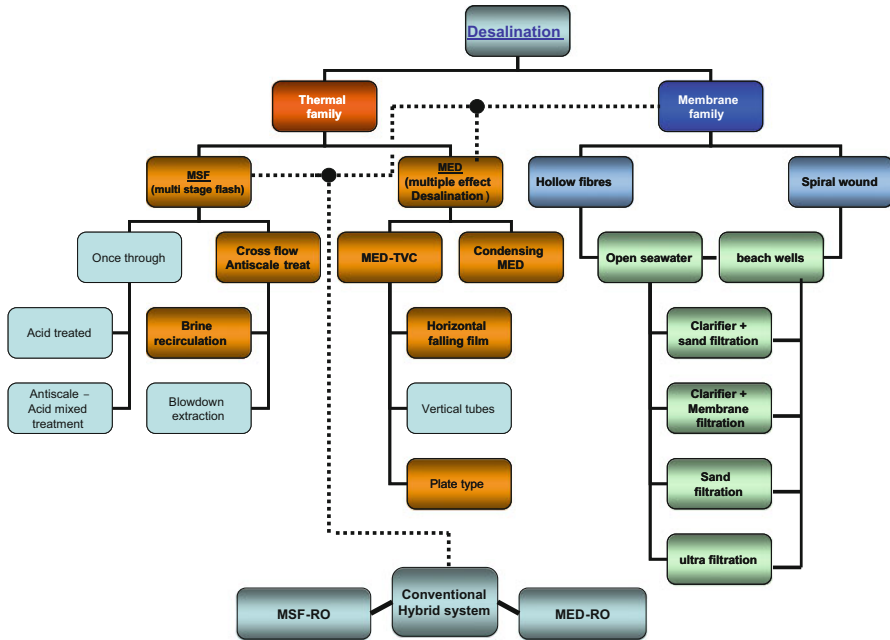 Desalination
Thermal
family
Membrane
family
MSF
(multi stage flash)
MED
(multiple effect
Desalination )
Hollow fibres
Spiral wound
Once through
Cross flow
Antiscale treat
MED-TVC
Condensing
MED
Open seawater
beach wells
Acid treated
Brine
recirculation
Horizontal
falling film
Clarifier +
sand filtration
Antiscale –
Acid mixed
treatment
Blowdown
extraction
Vertical tubes
Clarifier +
Membrane
filtration
Plate type
Sand
filtration
ultra filtration
MSF-RO
Conventional
Hybrid system
MED-RO